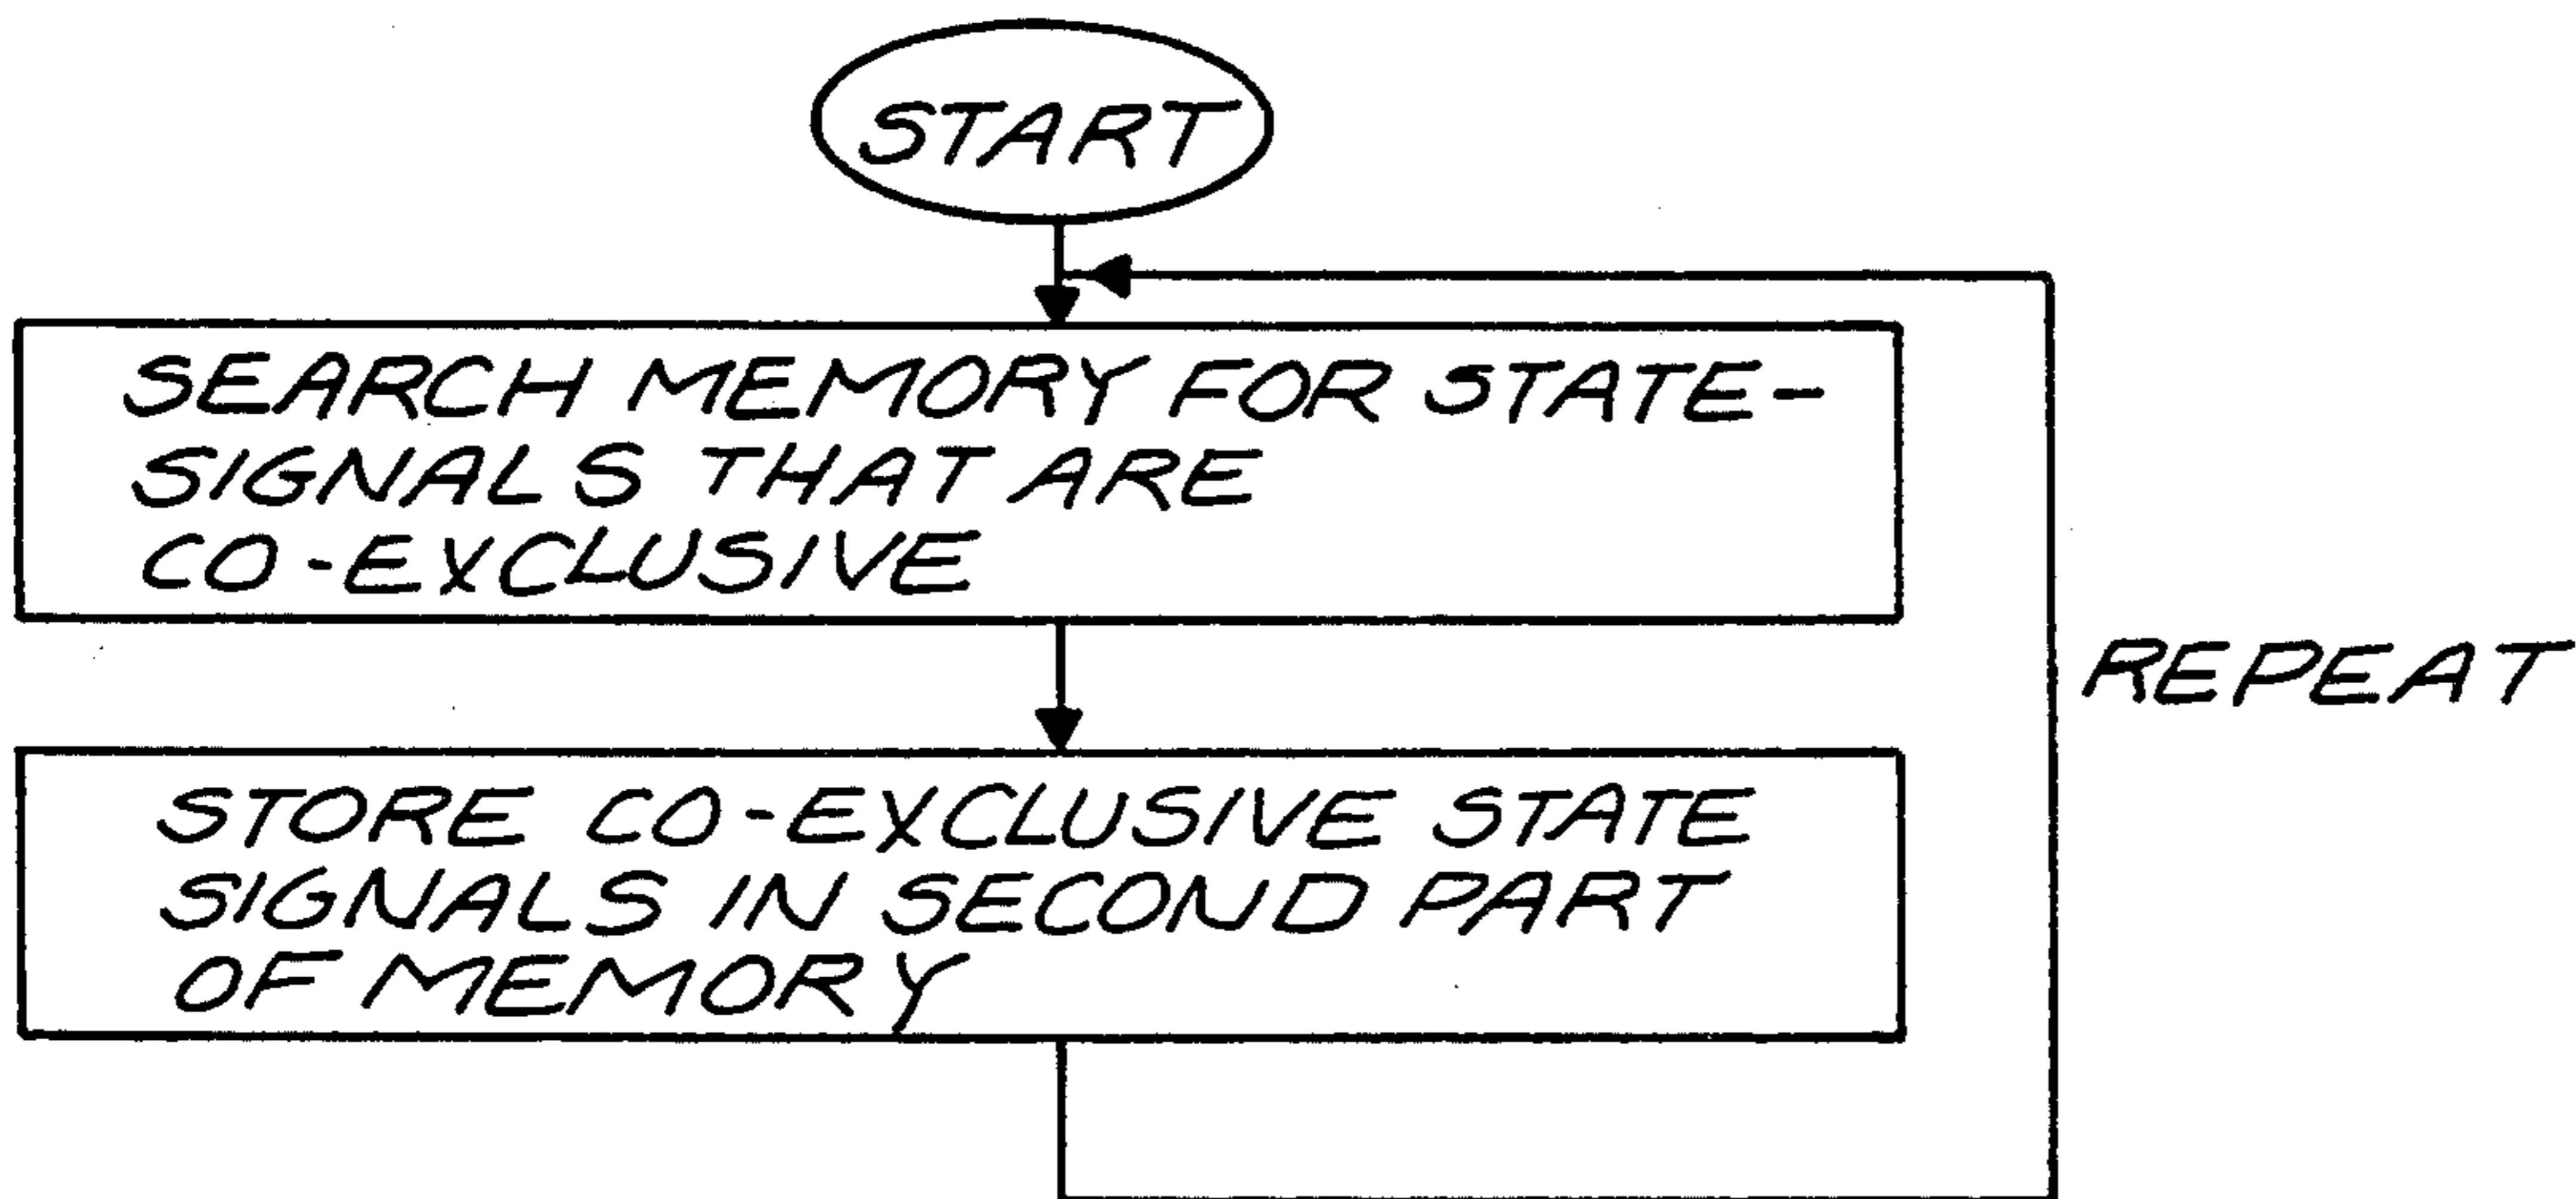 START
SEARCH MEMORY FOR STATE-
SIGNALS THAT ARE
CO-EXCLUSIVE
REPEAT
STORE CO-EXCLUSIVE STATE
SIGNALS IN SECOND PART
OF MEMORY